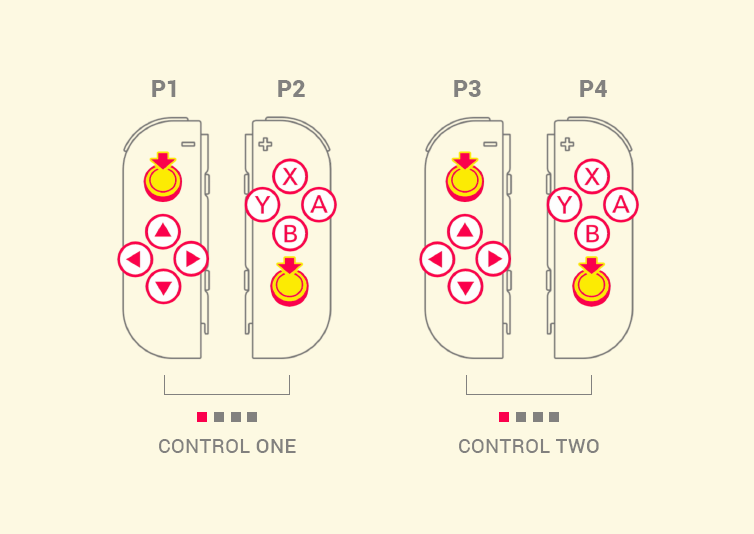 P1 P2 P3 P4
X X
Y A Y A
B B
CONTROL ONE CONTROL TWO